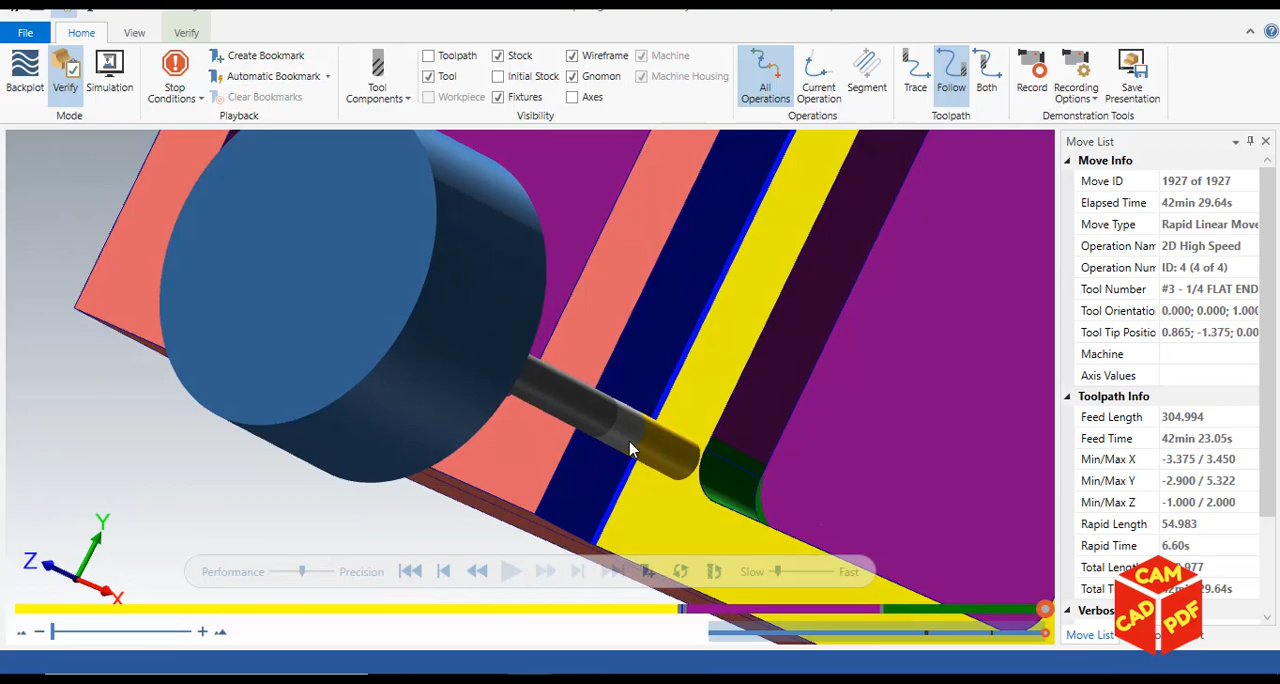 File Home View Verify
Backplot
Verify
Simulation
Mode
Stop
Conditions
Create Bookmark
Automatic Bookmark
Clear Bookmarks
Playback
Tool
Components
Toolpath
Tool
Workpiece
Stock
Initial Stock
Fixtures
Wireframe
Gnomon
Axes
Machine
Machine Housing
Visibility
All
Operations
Current
Operation
Segment
Operations
Trace
Follow
Both
Toolpath
Record
Recording
Options
Save
Presentation
Demonstration Tools
Move List
Move Info
Move ID 1927 of 1927
Elapsed Time 42min 29.64s
Move Type Rapid Linear Move
Operation Nam 2D High Speed
Operation Num ID: 4 (4 of 4)
Tool Number #3 - 1/4 FLAT END
Tool Orientatio 0.000; 0.000; 1.000
Tool Tip Positio 0.865; -1.375; 0.00
Machine
Axis Values
Toolpath Info
Feed Length 304.994
Feed Time 42min 23.05s
Min/Max X -3.375 / 3.450
Min/Max Y -2.900 / 5.322
Min/Max Z -1.000 / 2.000
Rapid Length 54.983
Rapid Time 6.60s
Verbos
Move List
Y
Z
X
Performance Precision Slow Fast
CAM
CAD PDF